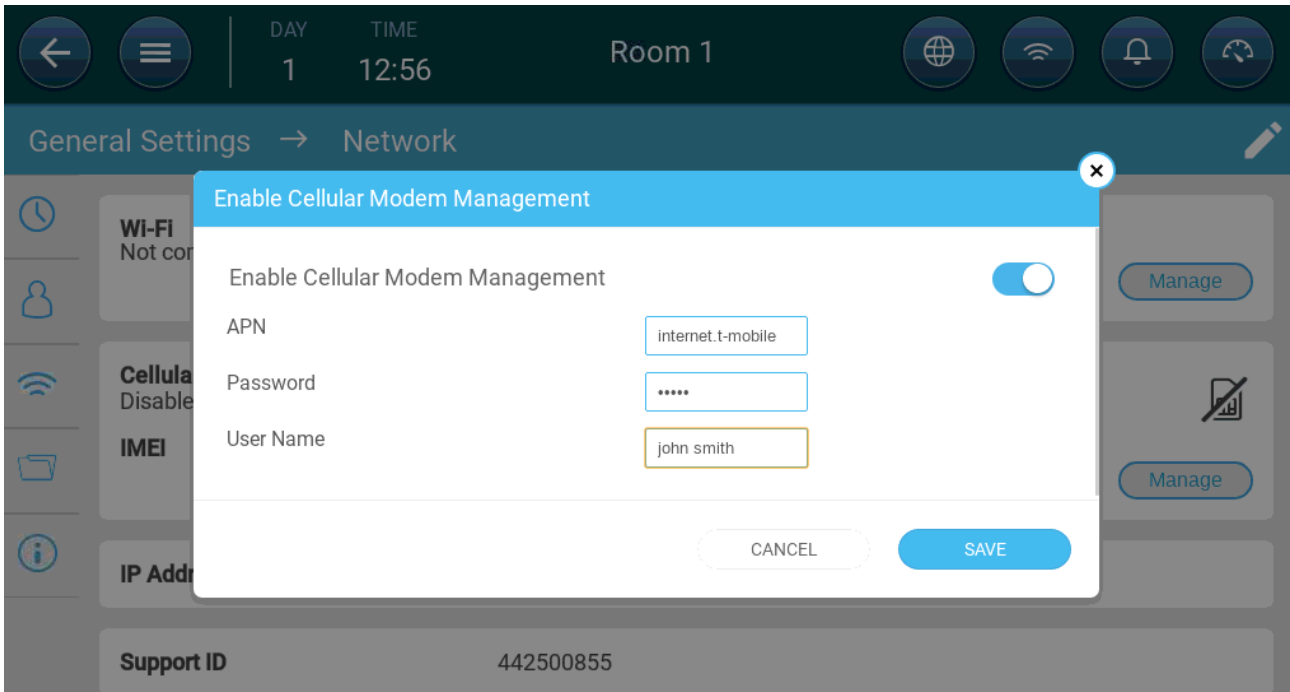 DAY TIME
1 12:56 Room 1
General Settings → Network
Enable Cellular Modem Management
Wi-Fi
Not cor
Enable Cellular Modem Management
Manage
APN internet.t-mobile
Cellula
Disable
Password •••••
IMEI
User Name john smith
Manage
CANCEL SAVE
IP Addr
Support ID 442500855